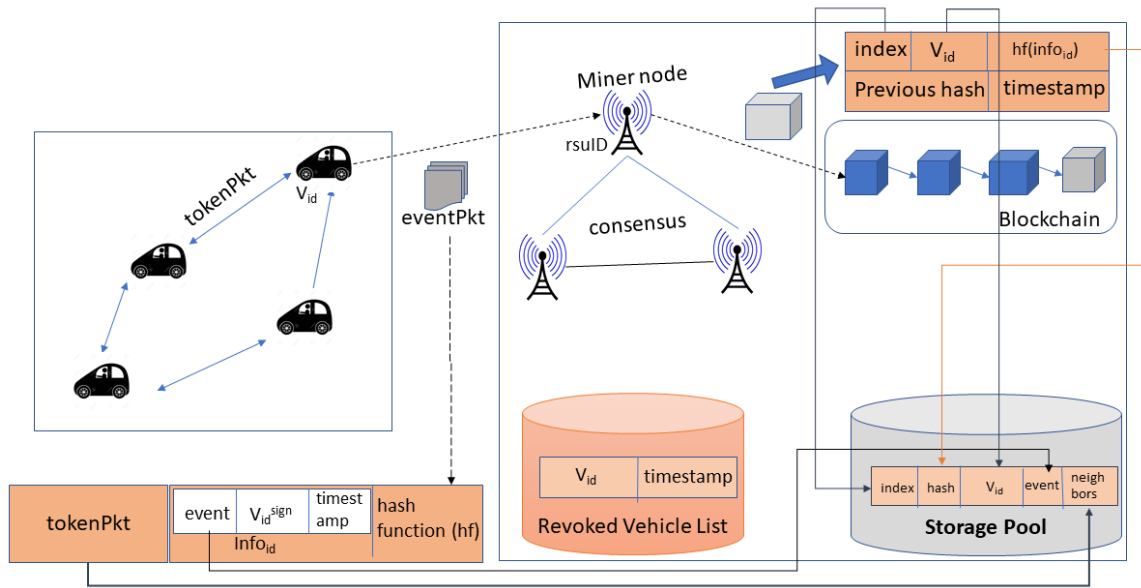 tokenPkt
V_id
eventPkt
Miner node
rsuID
consensus
index V_id hf(info_id)
Previous hash timestamp
Blockchain
V_id timestamp
Revoked Vehicle List
index hash V_id event neigh
bors
Storage Pool
tokenPkt
event V_id^sign timest
amp
Info_id
hash
function (hf)